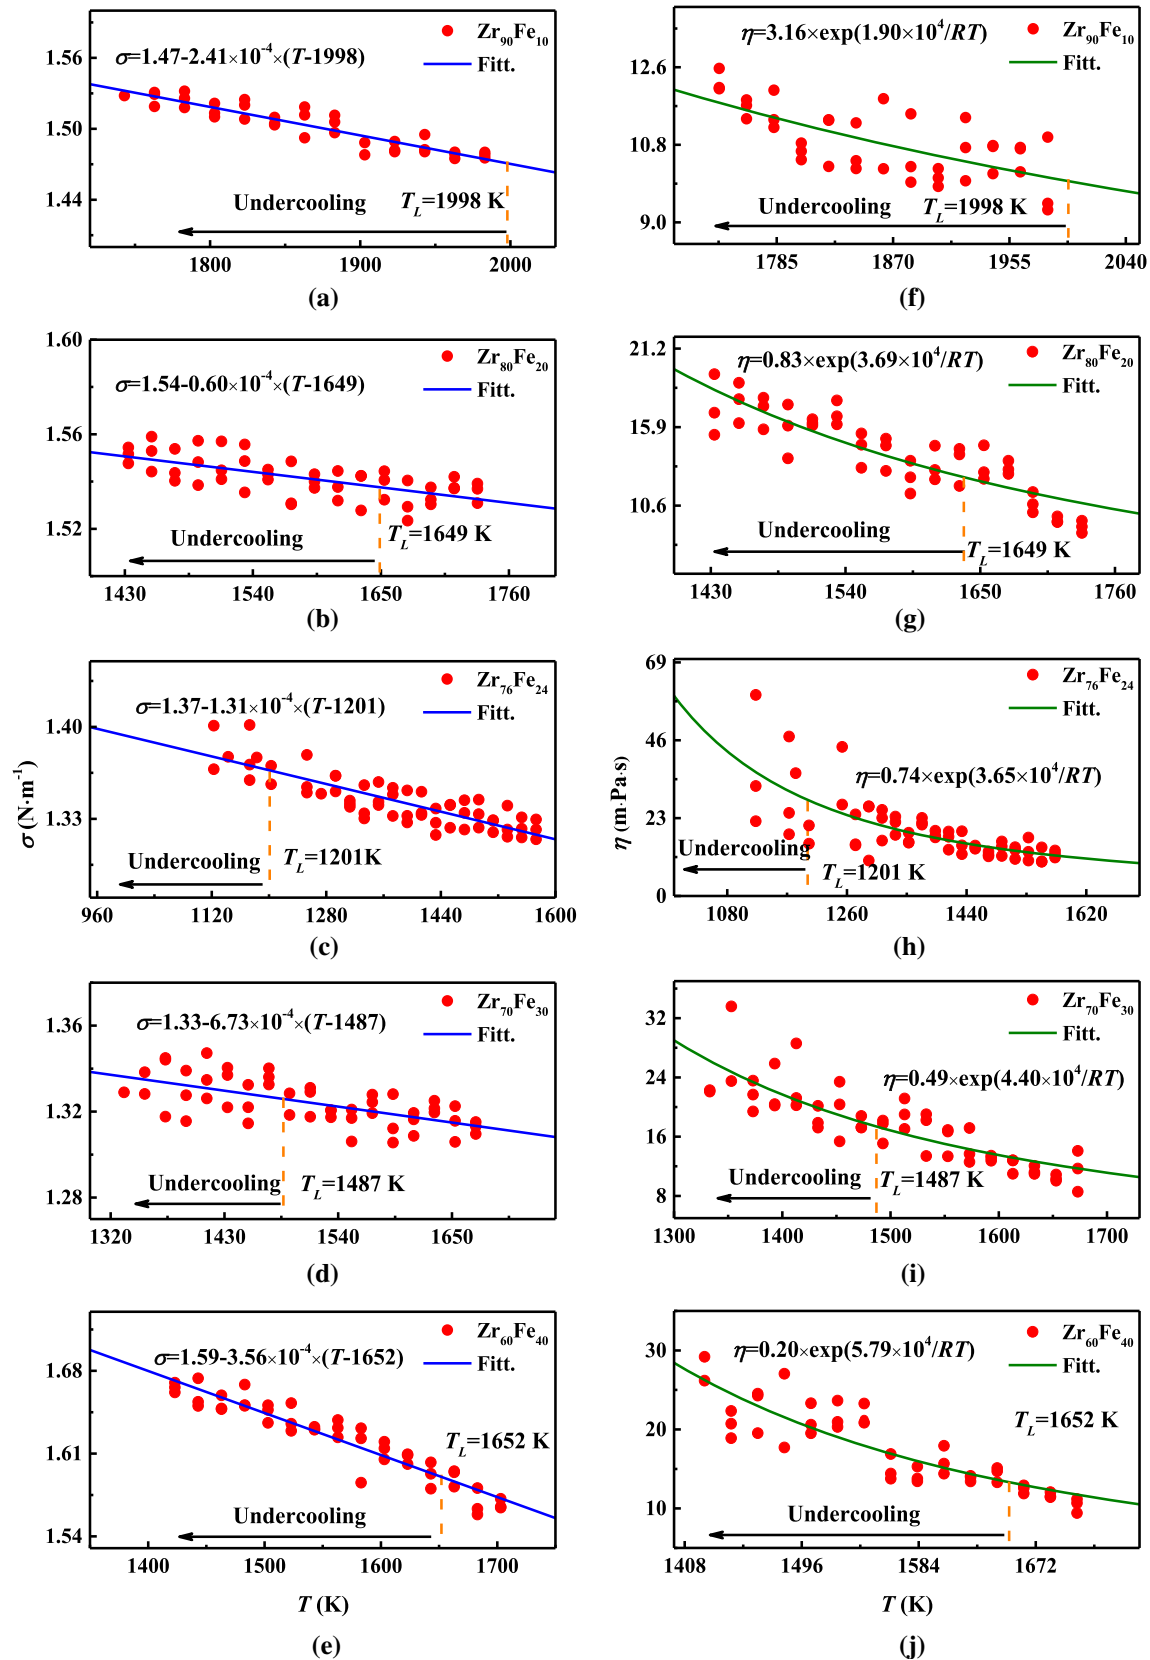 Zr90Fe10
Fitt.
σ=1.47-2.41×10-4×(T-1998)
1.56
1.50
1.44
Undercooling
TL=1998 K
1800 1900 2000
(a)
Zr90Fe10
Fitt.
η=3.16×exp(1.90×104/RT)
12.6
10.8
9.0
Undercooling
TL=1998 K
1785 1870 1955 2040
(f)
1.60
Zr80Fe20
Fitt.
σ=1.54-0.60×10-4×(T-1649)
1.56
1.52
Undercooling
TL=1649 K
1430 1540 1650 1760
(b)
21.2
Zr80Fe20
Fitt.
η=0.83×exp(3.69×104/RT)
15.9
10.6
Undercooling
TL=1649 K
1430 1540 1650 1760
(g)
Zr76Fe24
Fitt.
σ=1.37-1.31×10-4×(T-1201)
1.40
1.33
σ (N·m-1)
Undercooling
TL=1201K
960 1120 1280 1440 1600
(c)
69
Zr76Fe24
Fitt.
46
η=0.74×exp(3.65×104/RT)
23
0
η (m·Pa·s)
Undercooling
TL=1201 K
1080 1260 1440 1620
(h)
Zr70Fe30
Fitt.
σ=1.33-6.73×10-4×(T-1487)
1.36
1.32
1.28
Undercooling
TL=1487 K
1320 1430 1540 1650
(d)
32
Zr70Fe30
Fitt.
η=0.49×exp(4.40×104/RT)
24
16
8
Undercooling
TL=1487 K
1300 1400 1500 1600 1700
(i)
Zr60Fe40
Fitt.
σ=1.59-3.56×10-4×(T-1652)
1.68
1.61
1.54
TL=1652 K
Undercooling
1400 1500 1600 1700
T (K)
(e)
30
Zr60Fe40
Fitt.
η=0.20×exp(5.79×104/RT)
20
10
TL=1652 K
Undercooling
1408 1496 1584 1672
T (K)
(j)